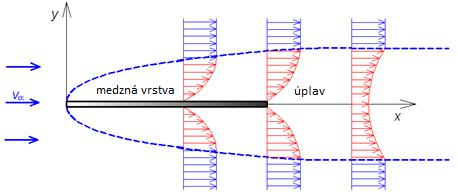 y
medzná vrstva
úplav
V∞
x